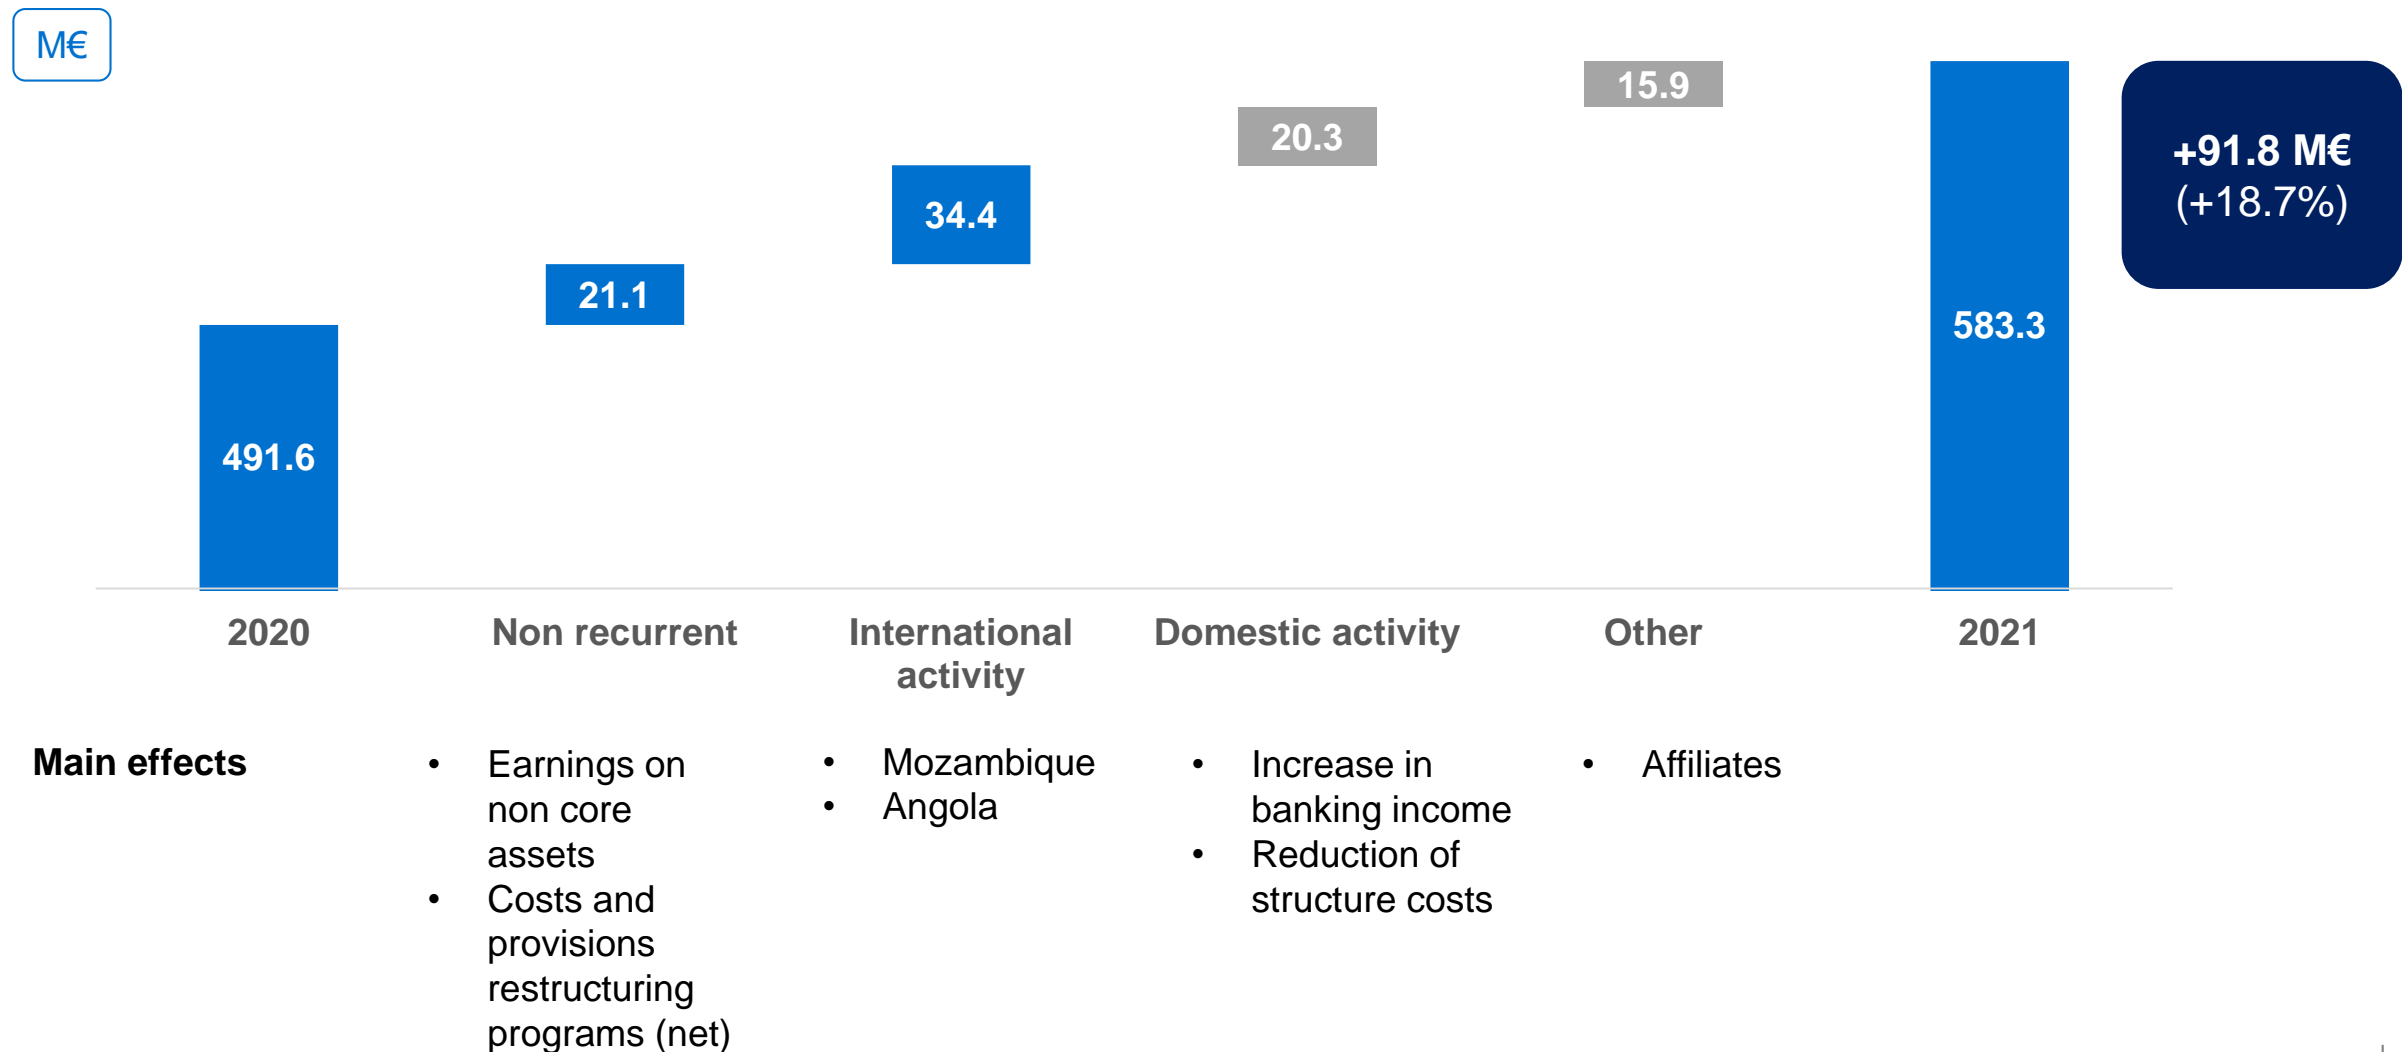 M€
15.9
20.3
+91.8 M€
(+18.7%)
34.4
21.1
583.3
491.6
2020
Non recurrent
International
activity
Domestic activity
Other
2021
Main effects
• Earnings on
non core
assets
• Costs and
provisions
restructuring
programs (net)
• Mozambique
• Angola
• Increase in
banking income
• Reduction of
structure costs
• Affiliates